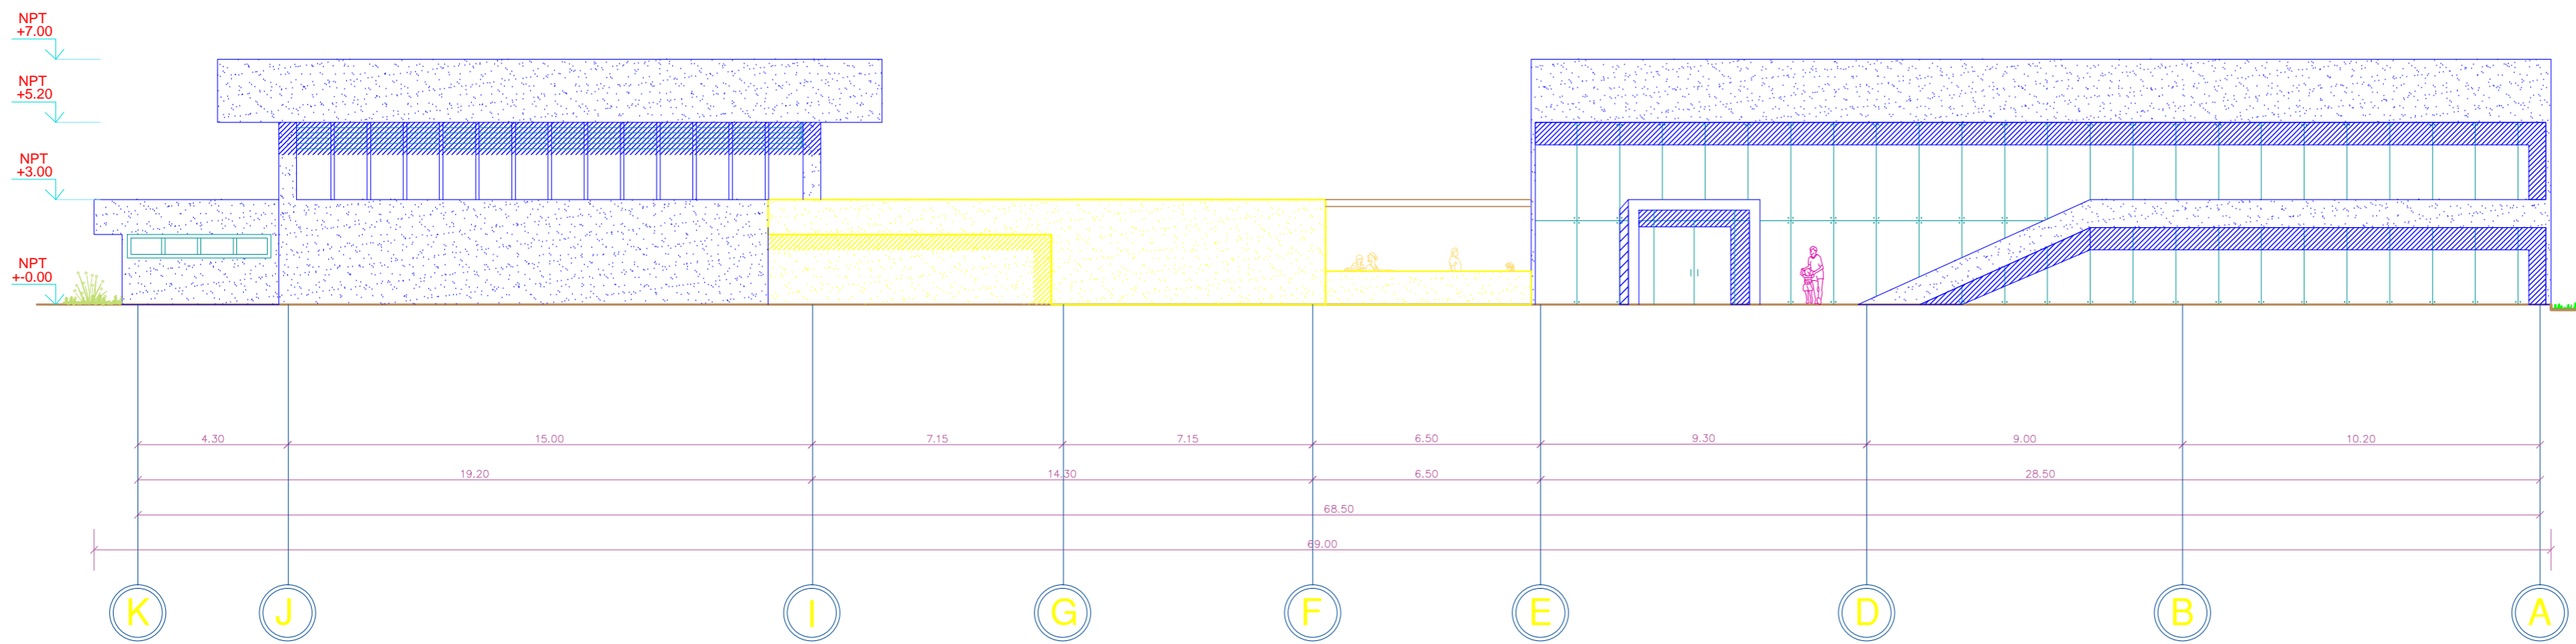 NPT
+7.00
NPT
+5.20
NPT
+3.00
NPT
+-0.00
4.30 15.00 7.15 7.15 6.50 9.30 9.00 10.20
19.20 14.30 6.50 28.50
68.50
69.00
K J I G F E D B A